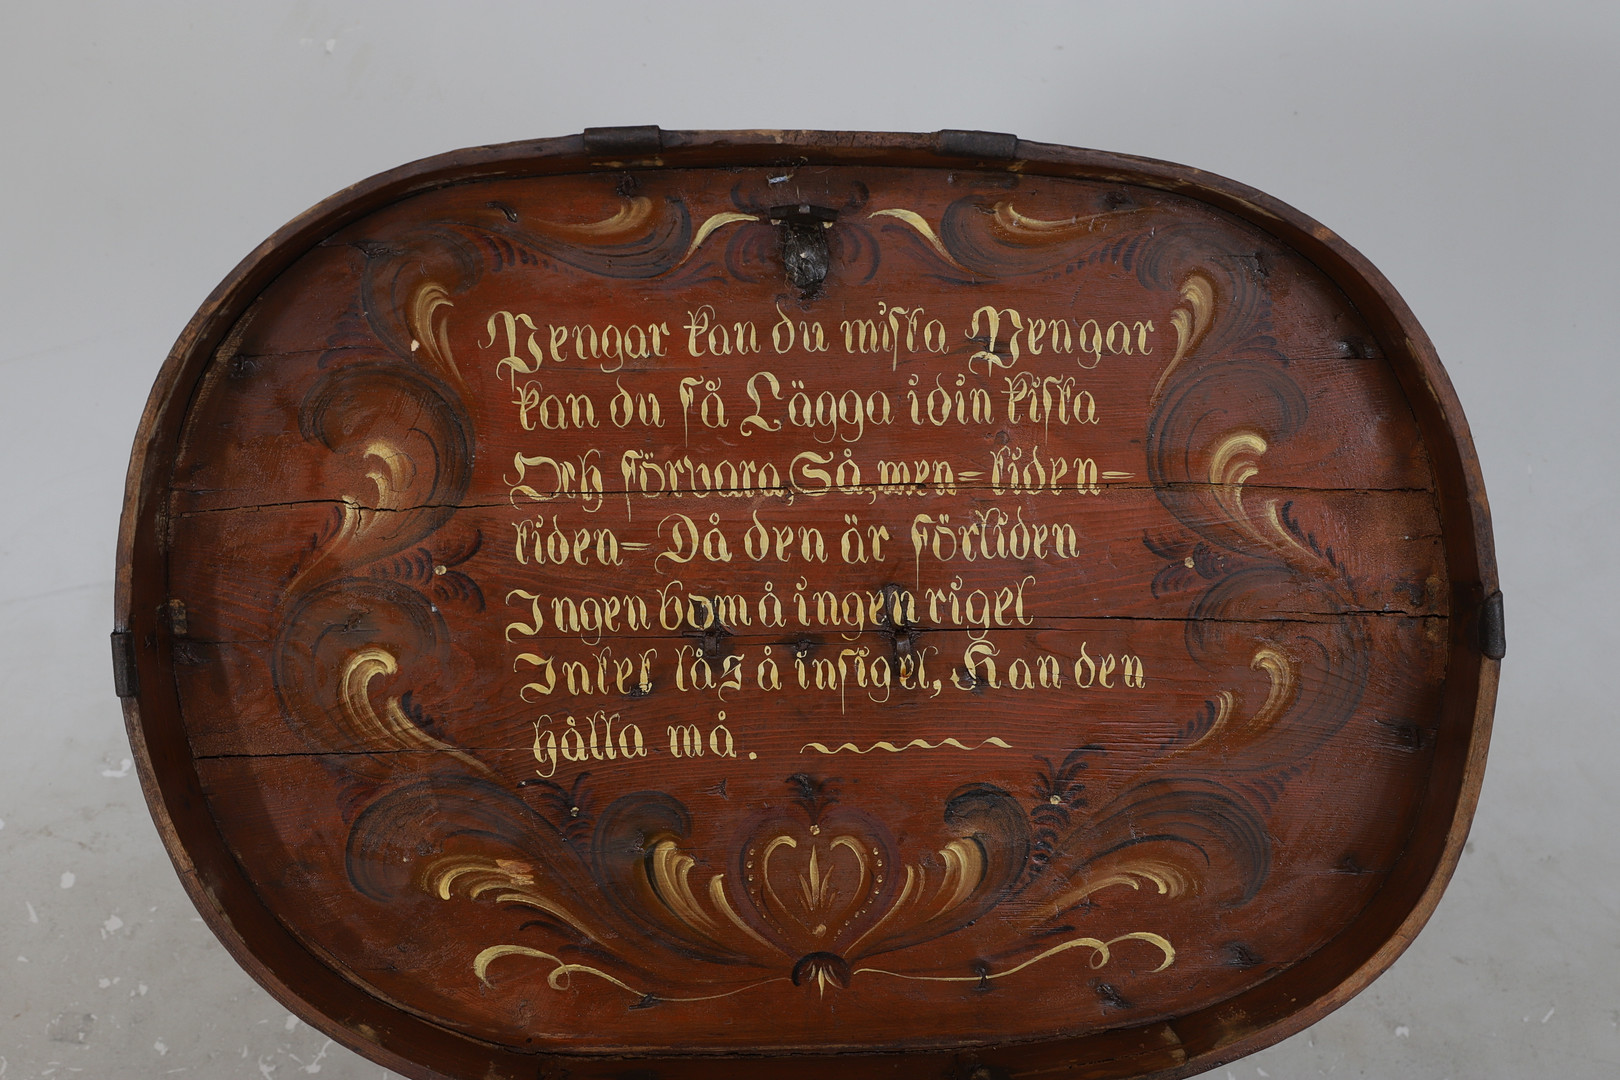 Pengar kan du mista Pengar
kan du få Lägga i din kista
Och förvara, Så, men= tiden=
tiden= Då den är förliden
Ingen bom å ingen rigel
Intet lås å insigel, Kan den
hålla må.